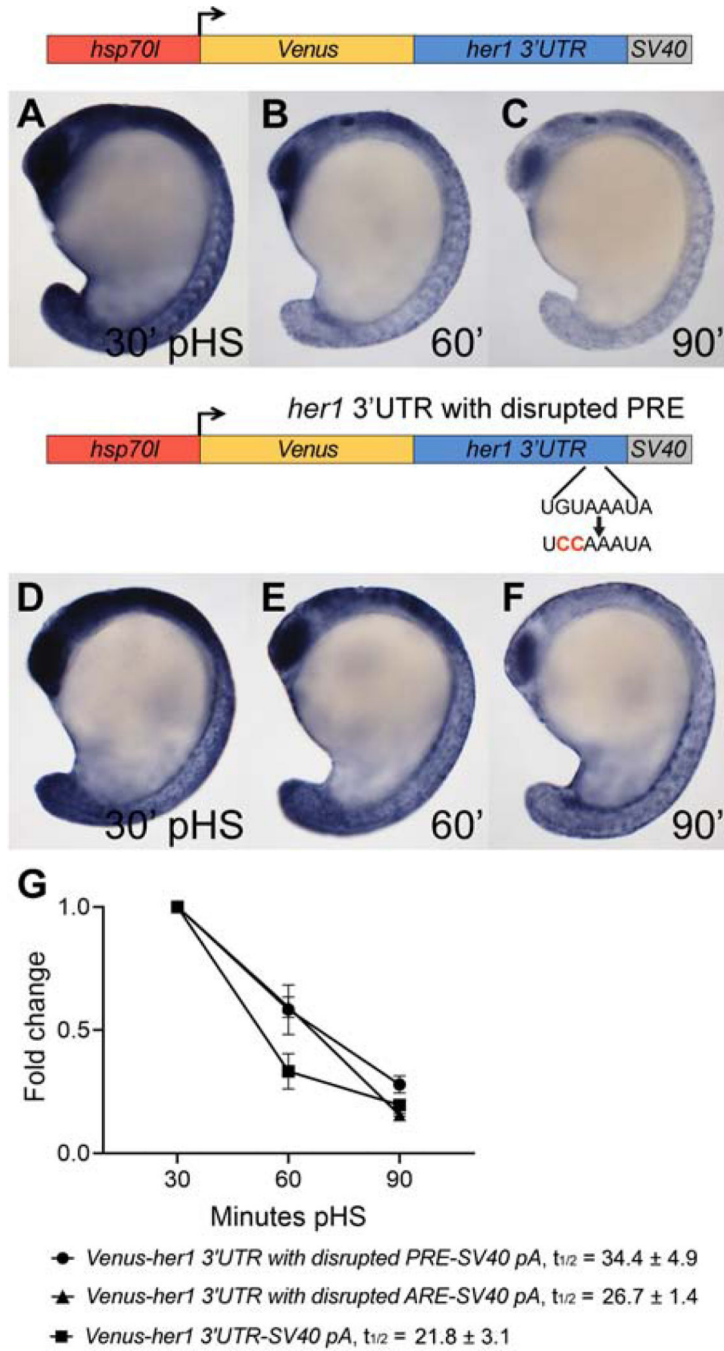 hsp70l Venus her1 3'UTR SV40
A B C
30' pHS 60' 90'
her1 3'UTR with disrupted PRE
hsp70l Venus her1 3'UTR SV40
UGUAAAUA
UCCAAAUA
D E F
30' pHS 60' 90'
G
1.0
0.5
0.0
Fold change
30 60 90
Minutes pHS
Venus-her1 3'UTR with disrupted PRE-SV40 pA, t1/2 = 34.4 ± 4.9
Venus-her1 3'UTR with disrupted ARE-SV40 pA, t1/2 = 26.7 ± 1.4
Venus-her1 3'UTR-SV40 pA, t1/2 = 21.8 ± 3.1